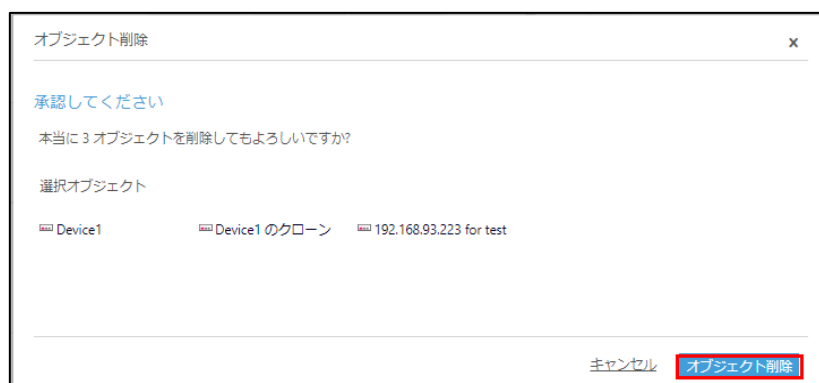 オブジェクト削除
x
承認してください
本当に 3 オブジェクトを削除してもよろしいですか?
選択オブジェクト
Device1 Device1 のクローン 192.168.93.223 for test
キャンセル オブジェクト削除